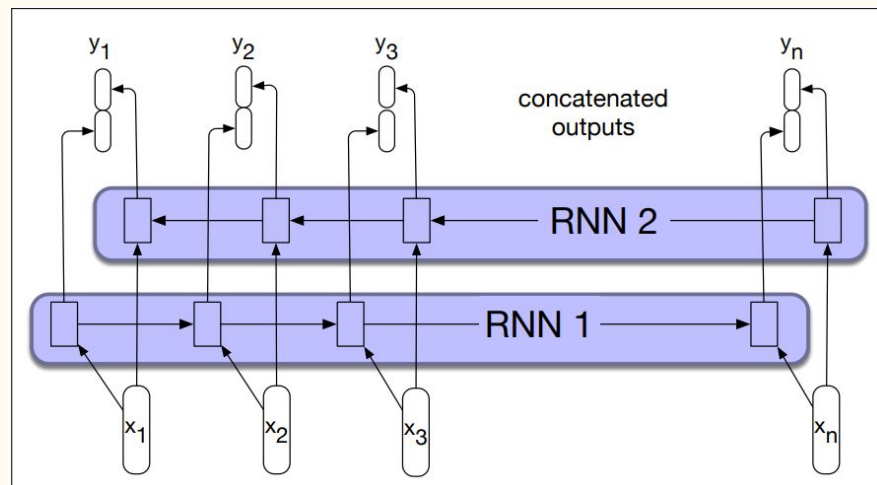 y1 y2 y3 yn
concatenated
outputs
RNN 2
RNN 1
x1 x2 x3 xn